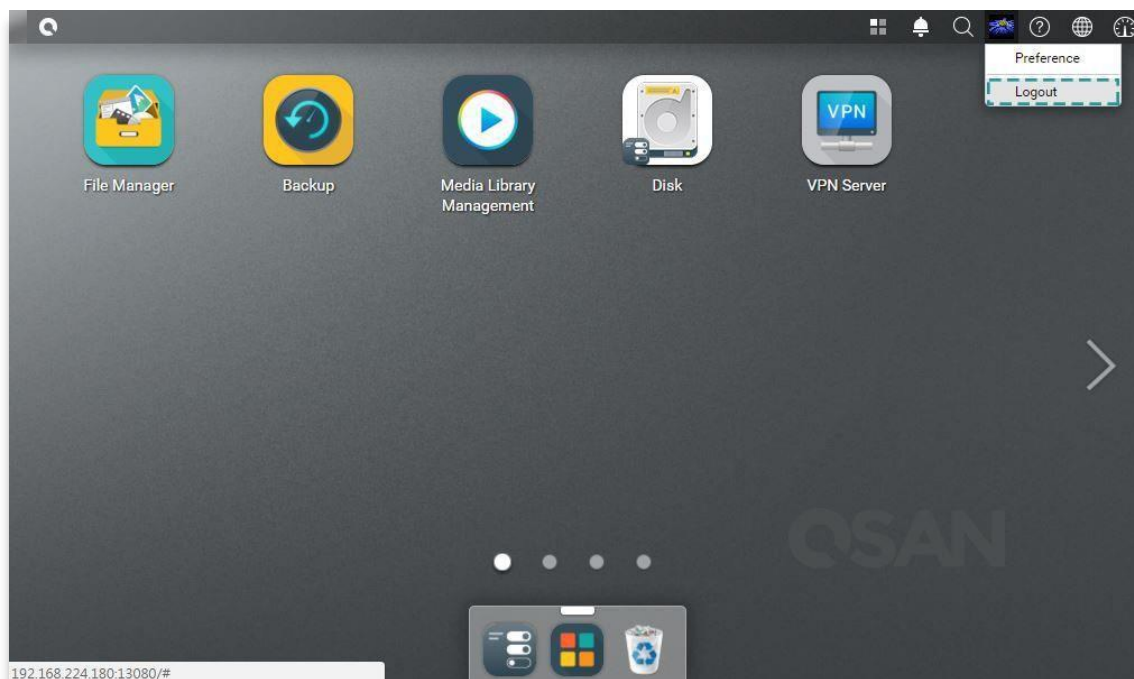 Preference
Logout
VPN
File Manager
Backup
Media Library
Management
Disk
VPN Server
QSAN
192.168.224.180:13080/#